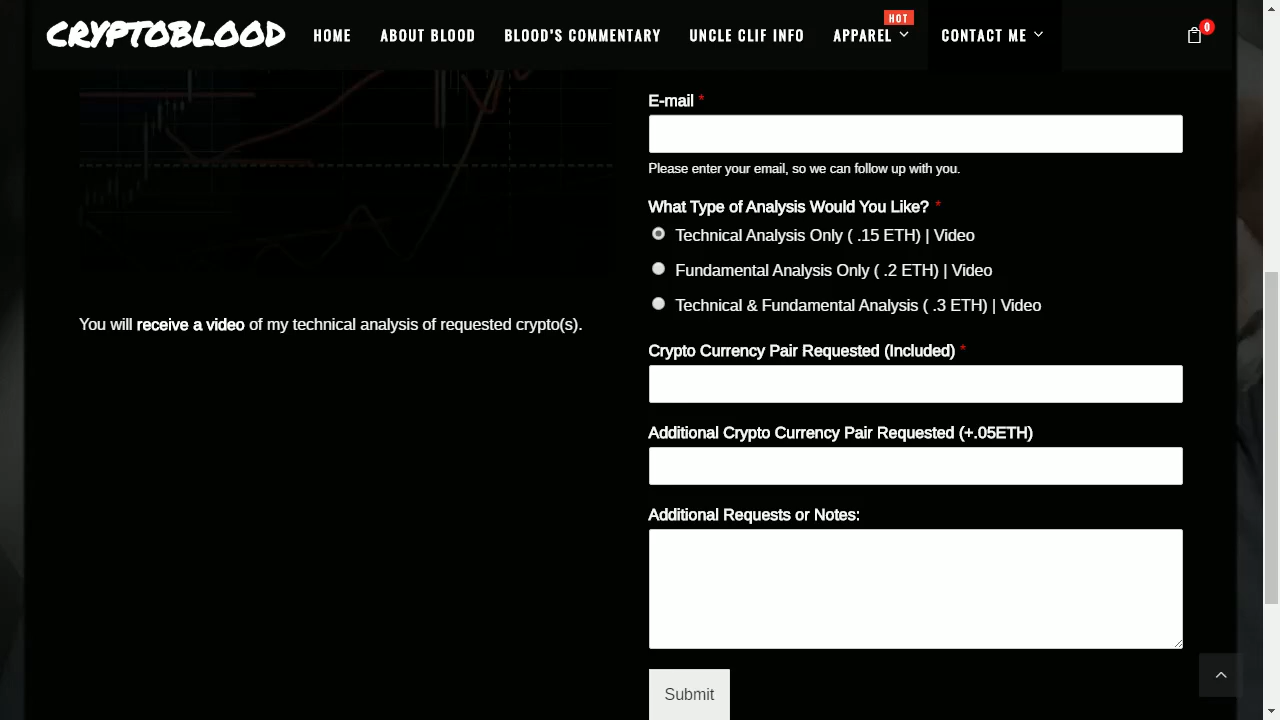 CRYPTOBLOOD
HOME
ABOUT BLOOD
BLOOD'S COMMENTARY
UNCLE CLIF INFO
APPAREL
HOT
CONTACT ME
0
E-mail *
Please enter your email, so we can follow up with you.
What Type of Analysis Would You Like? *
Technical Analysis Only ( .15 ETH) | Video
Fundamental Analysis Only ( .2 ETH) | Video
Technical & Fundamental Analysis ( .3 ETH) | Video
You will receive a video of my technical analysis of requested crypto(s).
Crypto Currency Pair Requested (Included) *
Additional Crypto Currency Pair Requested (+.05ETH)
Additional Requests or Notes:
Submit